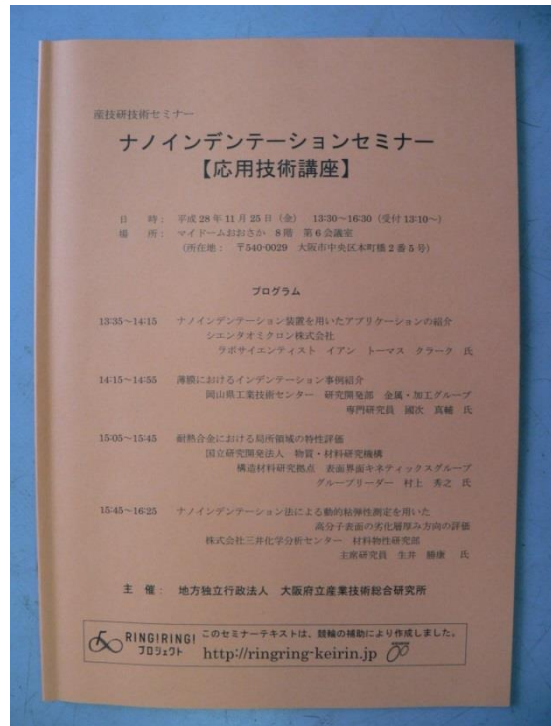 産技研技術セミナー
ナノインデンテーションセミナー
【応用技術講座】
日　時： 平成28年11月25日（金） 13:30～16:30（受付13:10～）
場　所： マイドームおおさか 8階 第6会議室
（所在地： 〒540-0029 大阪市中央区本町橋2番5号）
プログラム
13:35～14:15 ナノインデンテーション装置を用いたアプリケーションの紹介
シエンタオミクロン株式会社
ラボサイエンティスト イアン トーマス クラーク 氏
14:15～14:55 薄膜におけるインデンテーション事例紹介
岡山県工業技術センター 研究開発部 金属・加工グループ
専門研究員 國次 真輔 氏
15:05～15:45 耐熱合金における局所領域の特性評価
国立研究開発法人 物質・材料研究機構
構造材料研究拠点 表面界面キネティックスグループ
グループリーダー 村上 秀之 氏
15:45～16:25 ナノインデンテーション法による動的粘弾性測定を用いた
高分子表面の劣化層厚み方向の評価
株式会社三井化学分析センター 材料物性研究部
主席研究員 生井 勝康 氏
主 催： 地方独立行政法人 大阪府立産業技術総合研究所
RING!RING!
プロジェクト
このセミナーテキストは、競輪の補助により作成しました。
http://ringring-keirin.jp